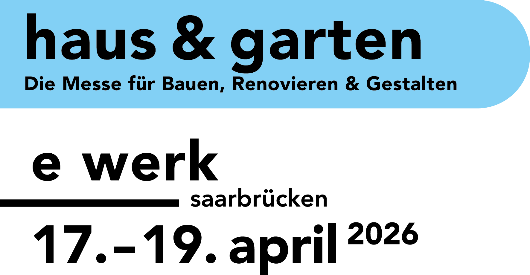 haus & garten
Die Messe für Bauen, Renovieren & Gestalten
e werk
saarbrücken
17.–19. april 2026